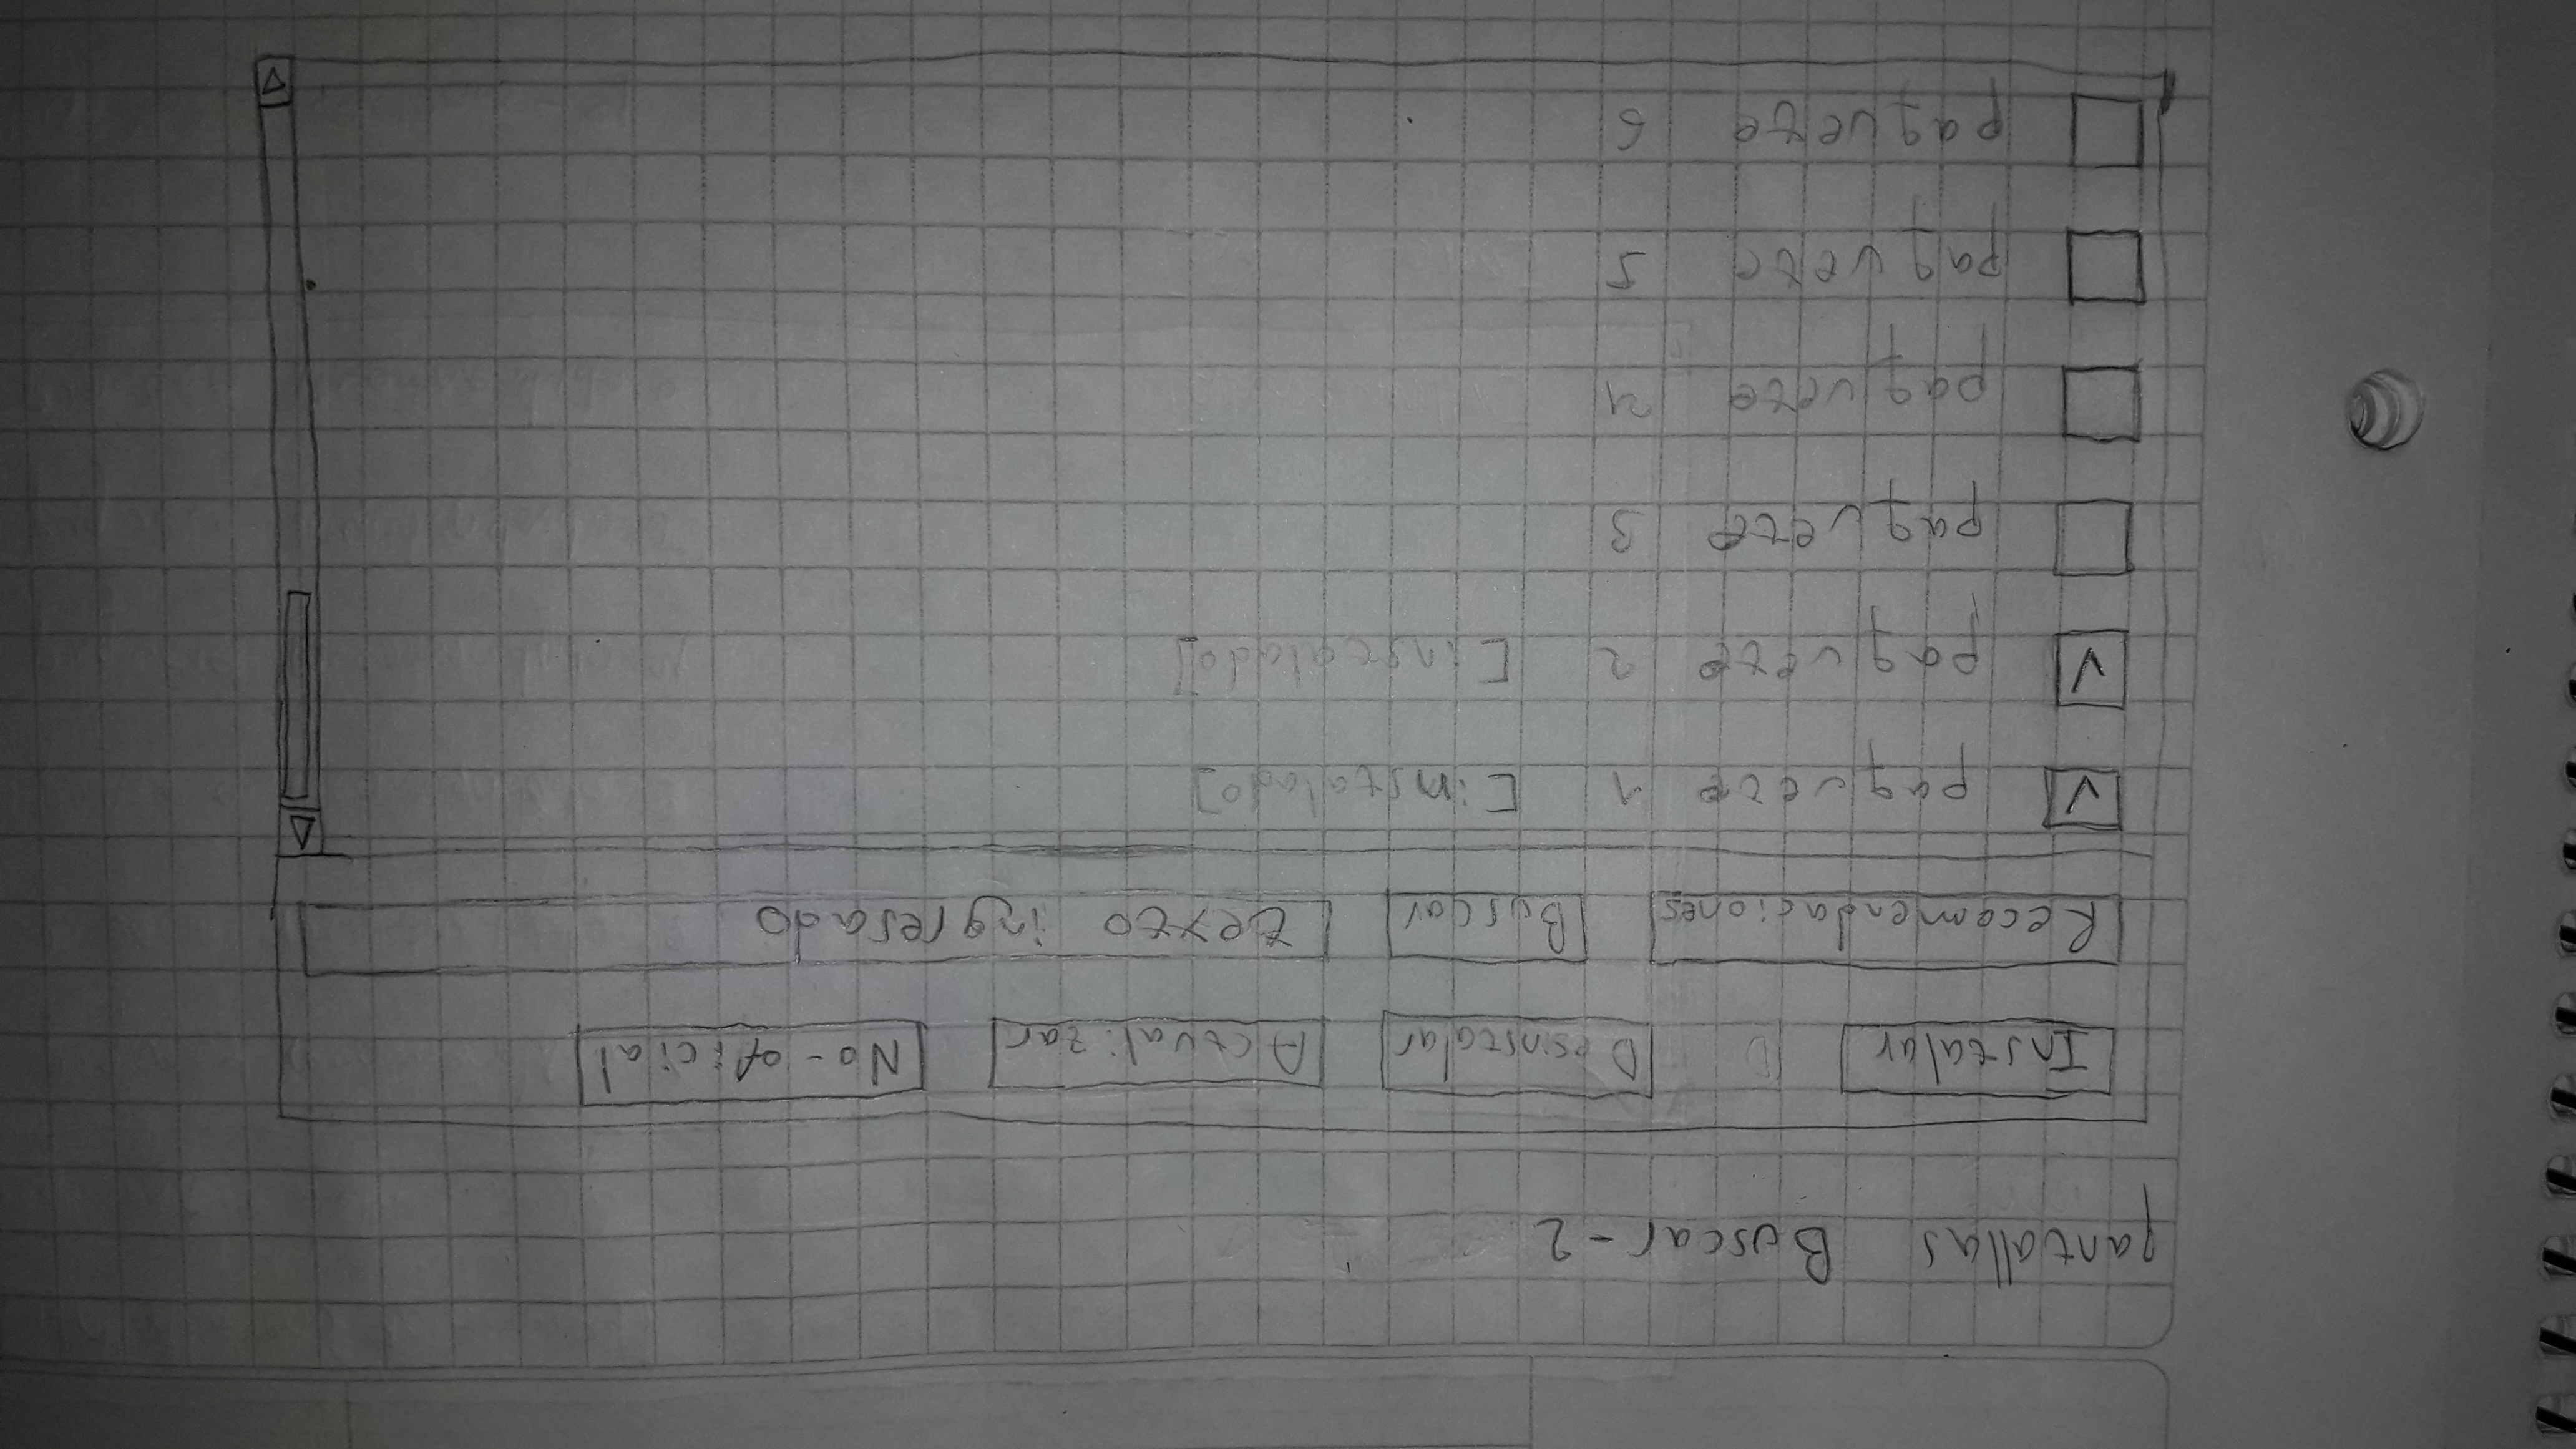 pantallas Buscar-2
Instalar Desinstalar Actualizar No-oficial
Recomendaciones Buscar texto ingresado
paquete 1 [instalado]
paquete 2 [instalado]
paquete 3
paquete 4
paquete 5
paquete 6